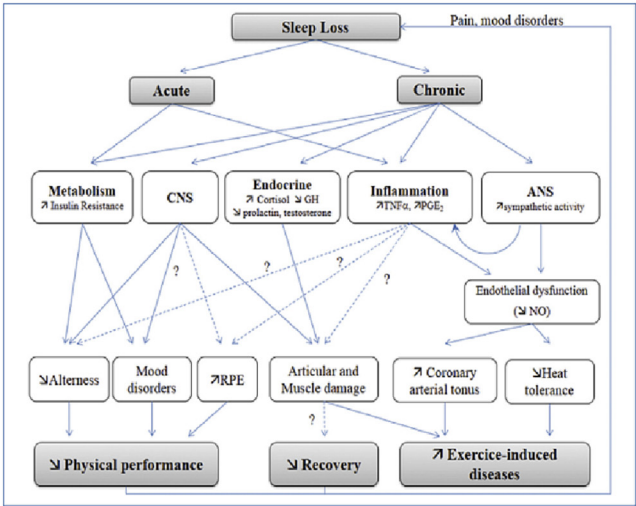 Sleep Loss
Pain, mood disorders
Acute
Chronic
Metabolism
↗ Insulin Resistance
CNS
Endocrine
↗ Cortisol ↘ GH
↘ prolactin, testosterone
Inflammation
↗TNFα, ↗PGE₂
ANS
↗sympathetic activity
?
?
?
?
Endothelial dysfunction
(↘ NO)
↘Alterness
Mood
disorders
↗RPE
Articular and
Muscle damage
↗ Coronary
arterial tonus
↘Heat
tolerance
?
↘ Physical performance
↘ Recovery
↗ Exercice-induced
diseases